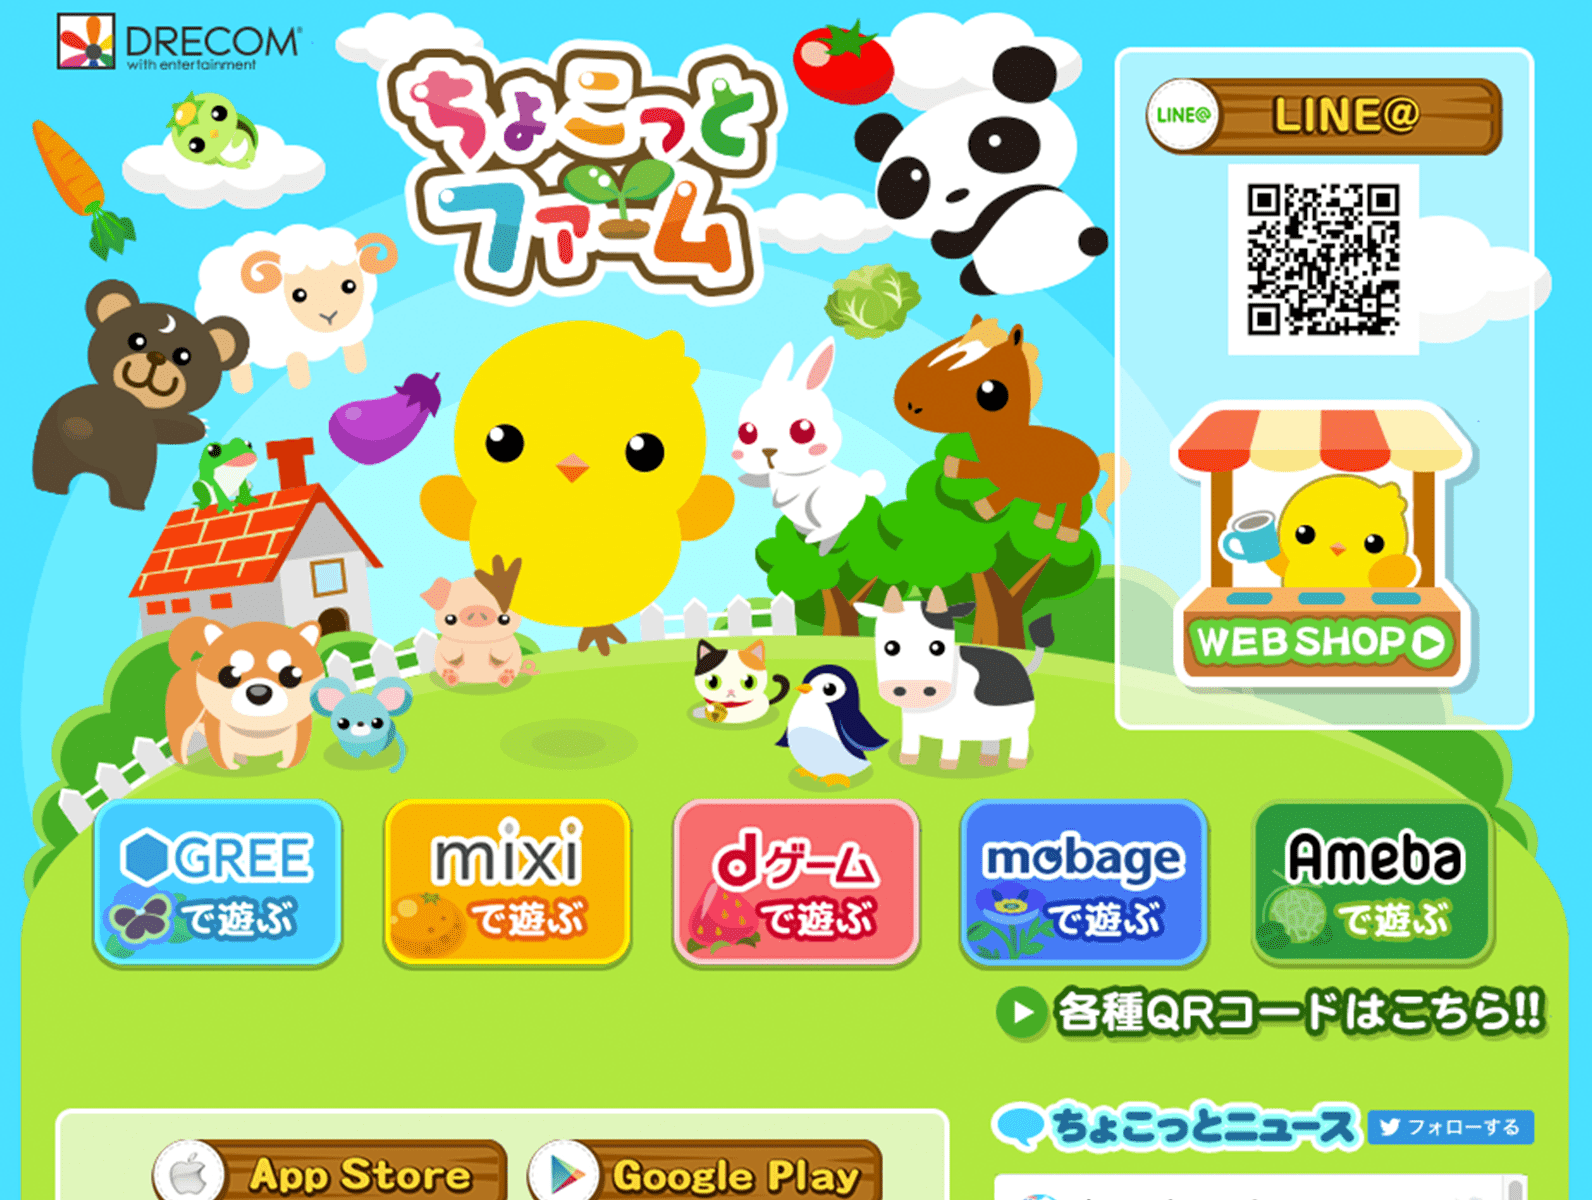 DRECOM
with entertainment
ちょこっと
ファーム
LINE@
LINE@
WEB SHOP
GREE
で遊ぶ
mixi
で遊ぶ
dゲーム
で遊ぶ
mobage
で遊ぶ
Ameba
で遊ぶ
各種QRコードはこちら!!
ちょこっとニュース
フォローする
App Store
Google Play